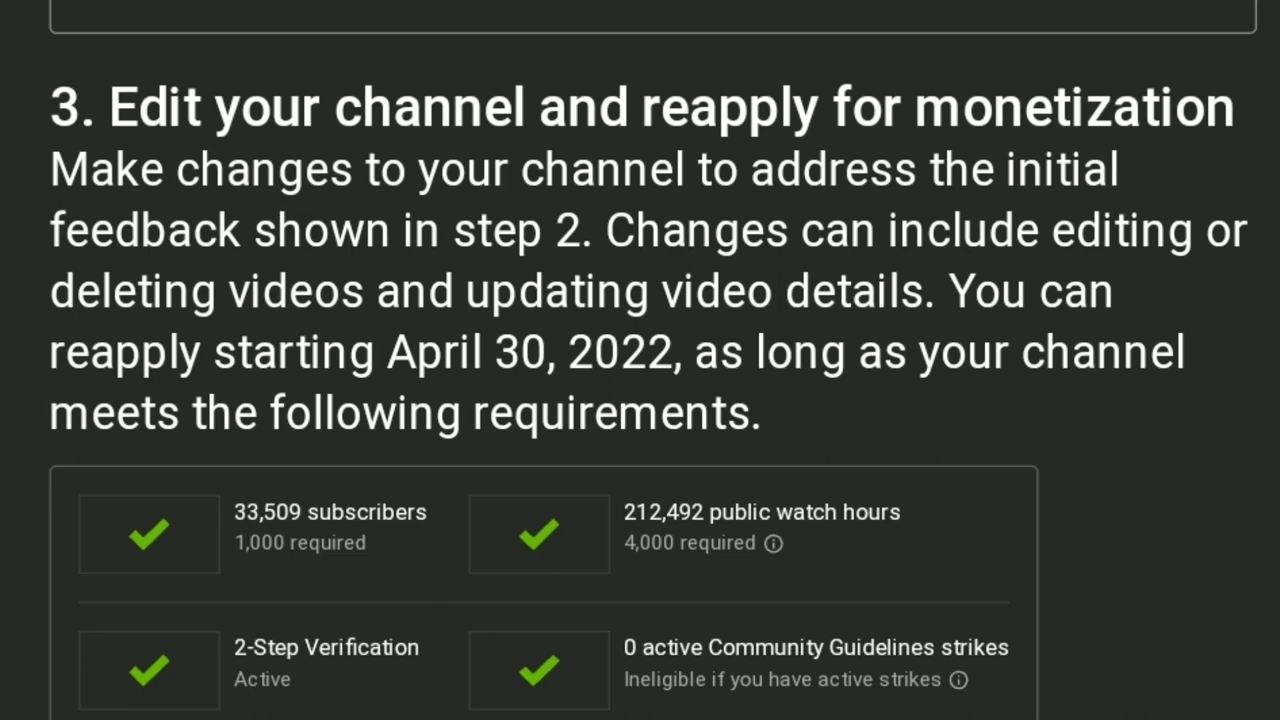 3. Edit your channel and reapply for monetization
Make changes to your channel to address the initial
feedback shown in step 2. Changes can include editing or
deleting videos and updating video details. You can
reapply starting April 30, 2022, as long as your channel
meets the following requirements.
33,509 subscribers
1,000 required
212,492 public watch hours
4,000 required
2-Step Verification
Active
0 active Community Guidelines strikes
Ineligible if you have active strikes